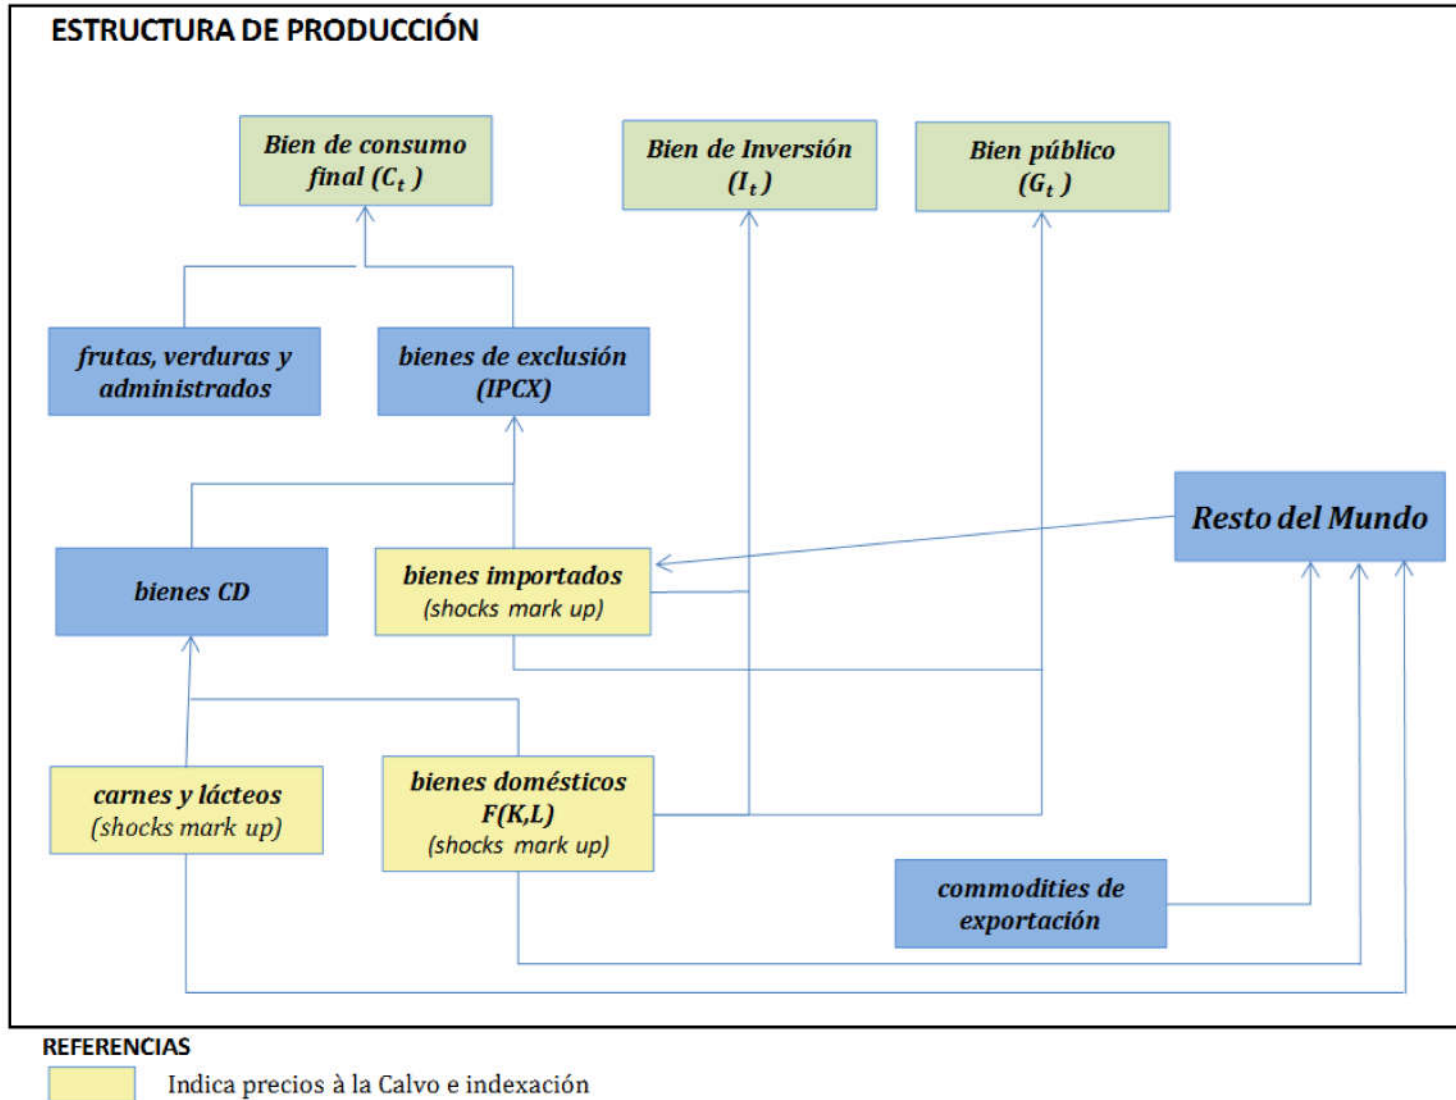 ESTRUCTURA DE PRODUCCIÓN
Bien de consumo
final (Cₜ )
Bien de Inversión
(Iₜ )
Bien público
(Gₜ )
frutas, verduras y
administrados
bienes de exclusión
(IPCX)
Resto del Mundo
bienes CD
bienes importados
(shocks mark up)
carnes y lácteos
(shocks mark up)
bienes domésticos
F(K,L)
(shocks mark up)
commodities de
exportación
REFERENCIAS
Indica precios à la Calvo e indexación